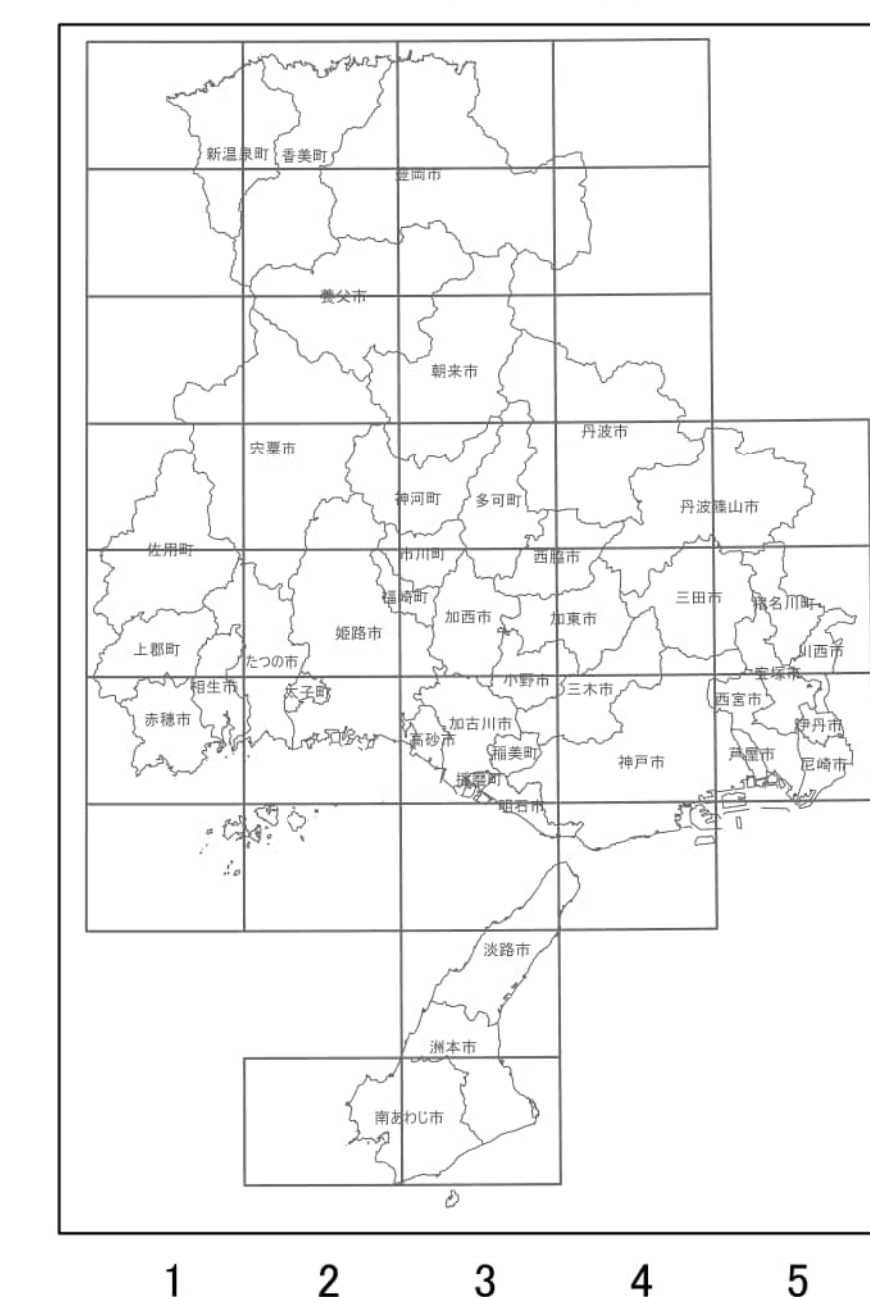 新温泉町
香美町
豊岡市
養父市
朝来市
丹波市
宍粟市
神河町
多可町
丹波篠山市
佐用町
市川町
西脇市
福崎町
加西市
加東市
三田市
猪名川町
姫路市
上郡町
たつの市
川西市
相生市
太子町
小野市
三木市
宝塚市
西宮市
赤穂市
加古川市
高砂市
稲美町
神戸市
芦屋市
伊丹市
尼崎市
播磨町
明石市
淡路市
洲本市
南あわじ市
1 2 3 4 5